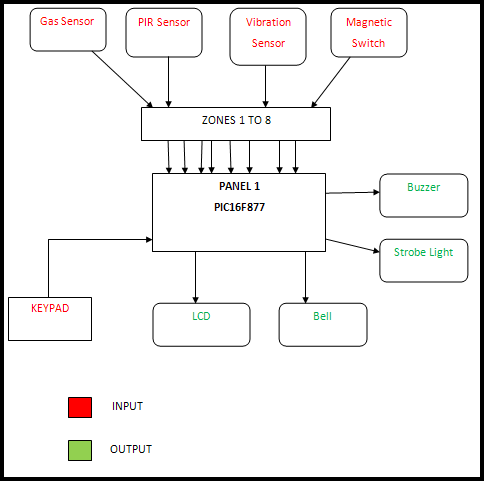 Gas Sensor
PIR Sensor
Vibration
Sensor
Magnetic
Switch
ZONES 1 TO 8
PANEL 1
PIC16F877
Buzzer
Strobe Light
KEYPAD
LCD
Bell
INPUT
OUTPUT